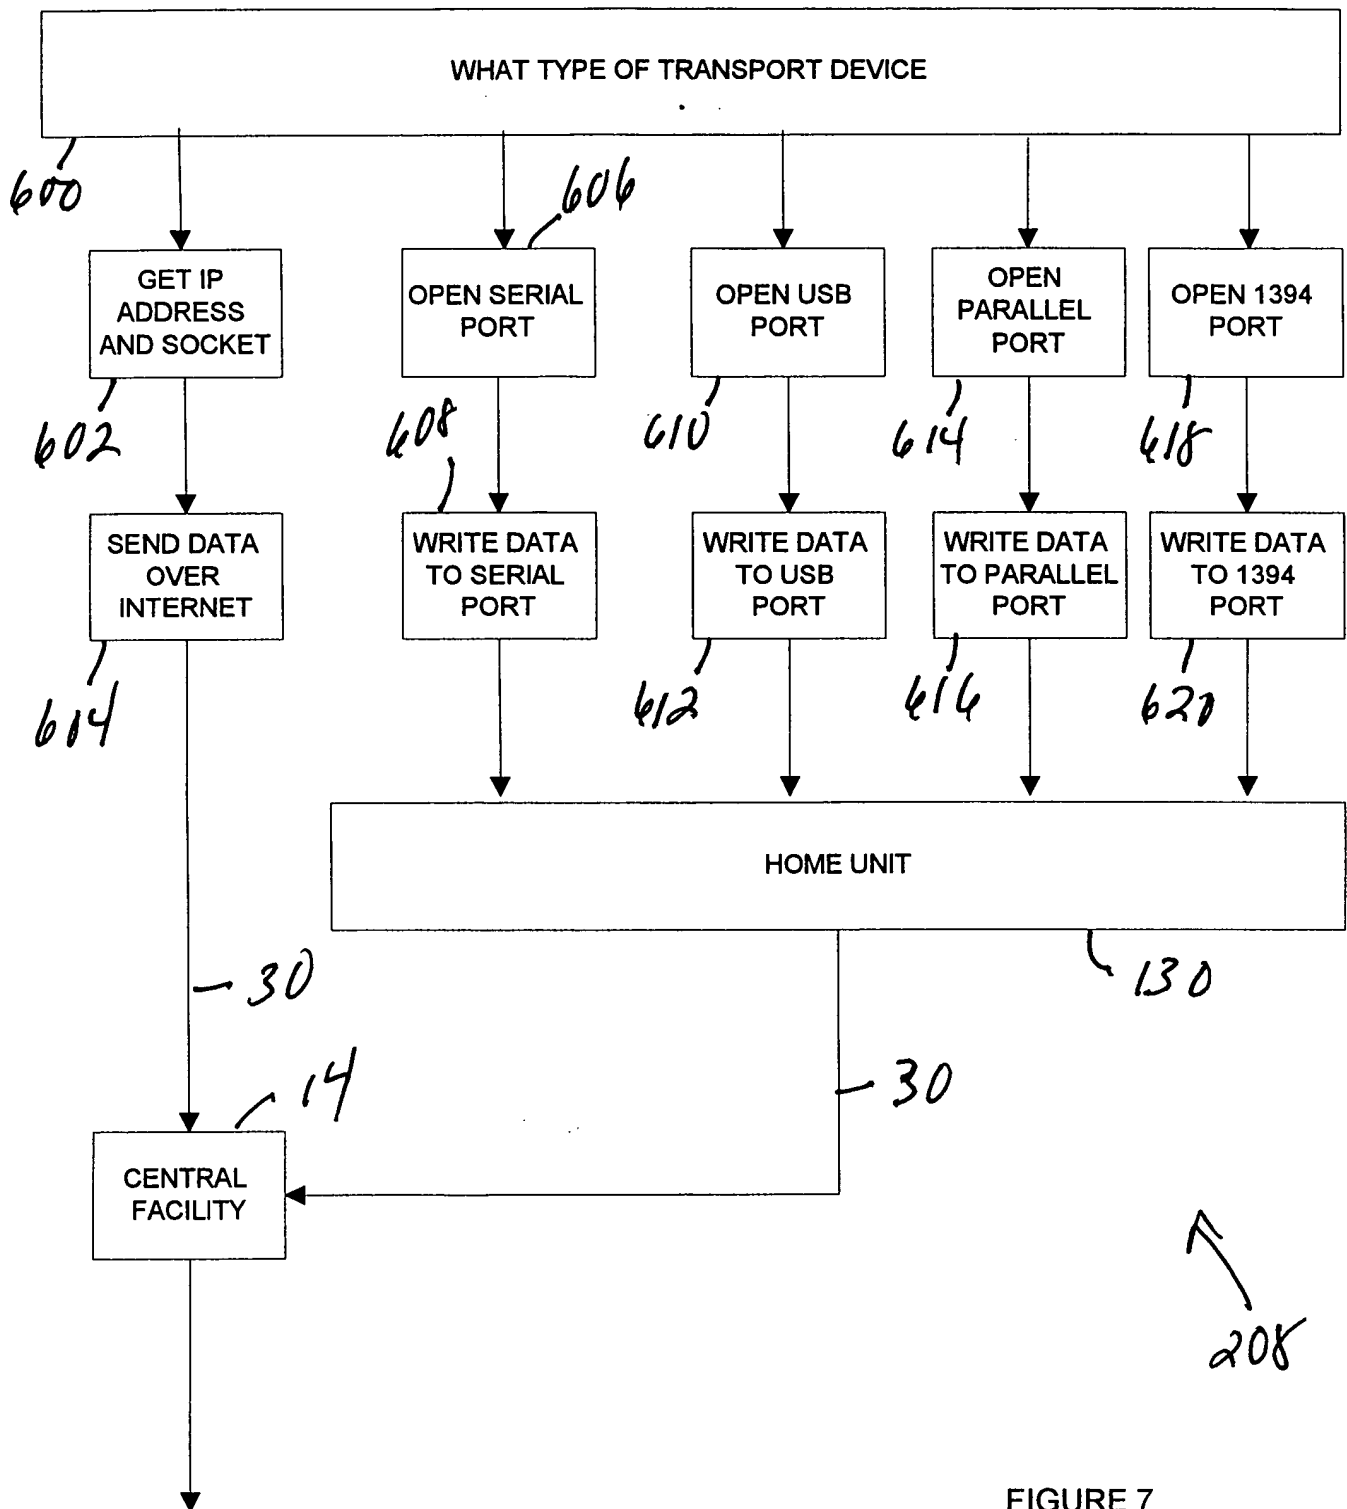 WHAT TYPE OF TRANSPORT DEVICE
600
606
GET IP
ADDRESS
AND SOCKET
OPEN SERIAL
PORT
OPEN USB
PORT
OPEN
PARALLEL
PORT
OPEN 1394
PORT
602
608
610
614
618
SEND DATA
OVER
INTERNET
WRITE DATA
TO SERIAL
PORT
WRITE DATA
TO USB
PORT
WRITE DATA
TO PARALLEL
PORT
WRITE DATA
TO 1394
PORT
604
612
616
620
HOME UNIT
30
130
14
30
CENTRAL
FACILITY
208
FIGURE 7